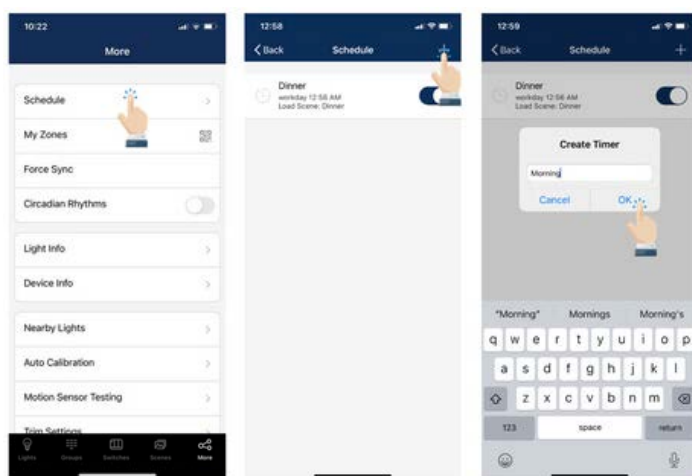 10:22
More
Schedule
My Zones
Force Sync
Circadian Rhythms
Light Info
Device Info
Nearby Lights
Auto Calibration
Motion Sensor Testing
Trim Settings
Lights Groups Switches Scenes More
12:58
Back Schedule +
Dinner
workday 12:56 AM
Load Scene: Dinner
12:59
Back Schedule +
Dinner
workday 12:56 AM
Load Scene: Dinner
Create Timer
Morning
Cancel OK
"Morning" Mornings Morning's
q w e r t y u i o p
a s d f g h j k l
z x c v b n m
123 space return